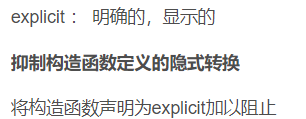 explicit ： 明确的，显示的
抑制构造函数定义的隐式转换
将构造函数声明为explicit加以阻止